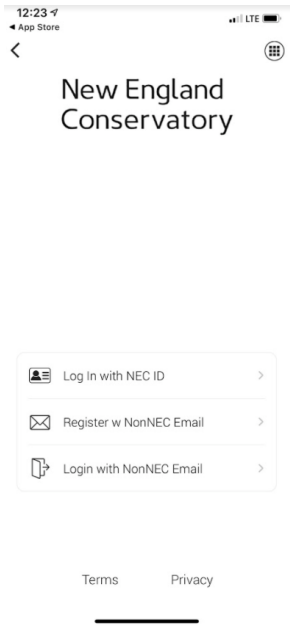 12:23
LTE
◀ App Store
New England
Conservatory
Log In with NEC ID
Register w NonNEC Email
Login with NonNEC Email
Terms Privacy